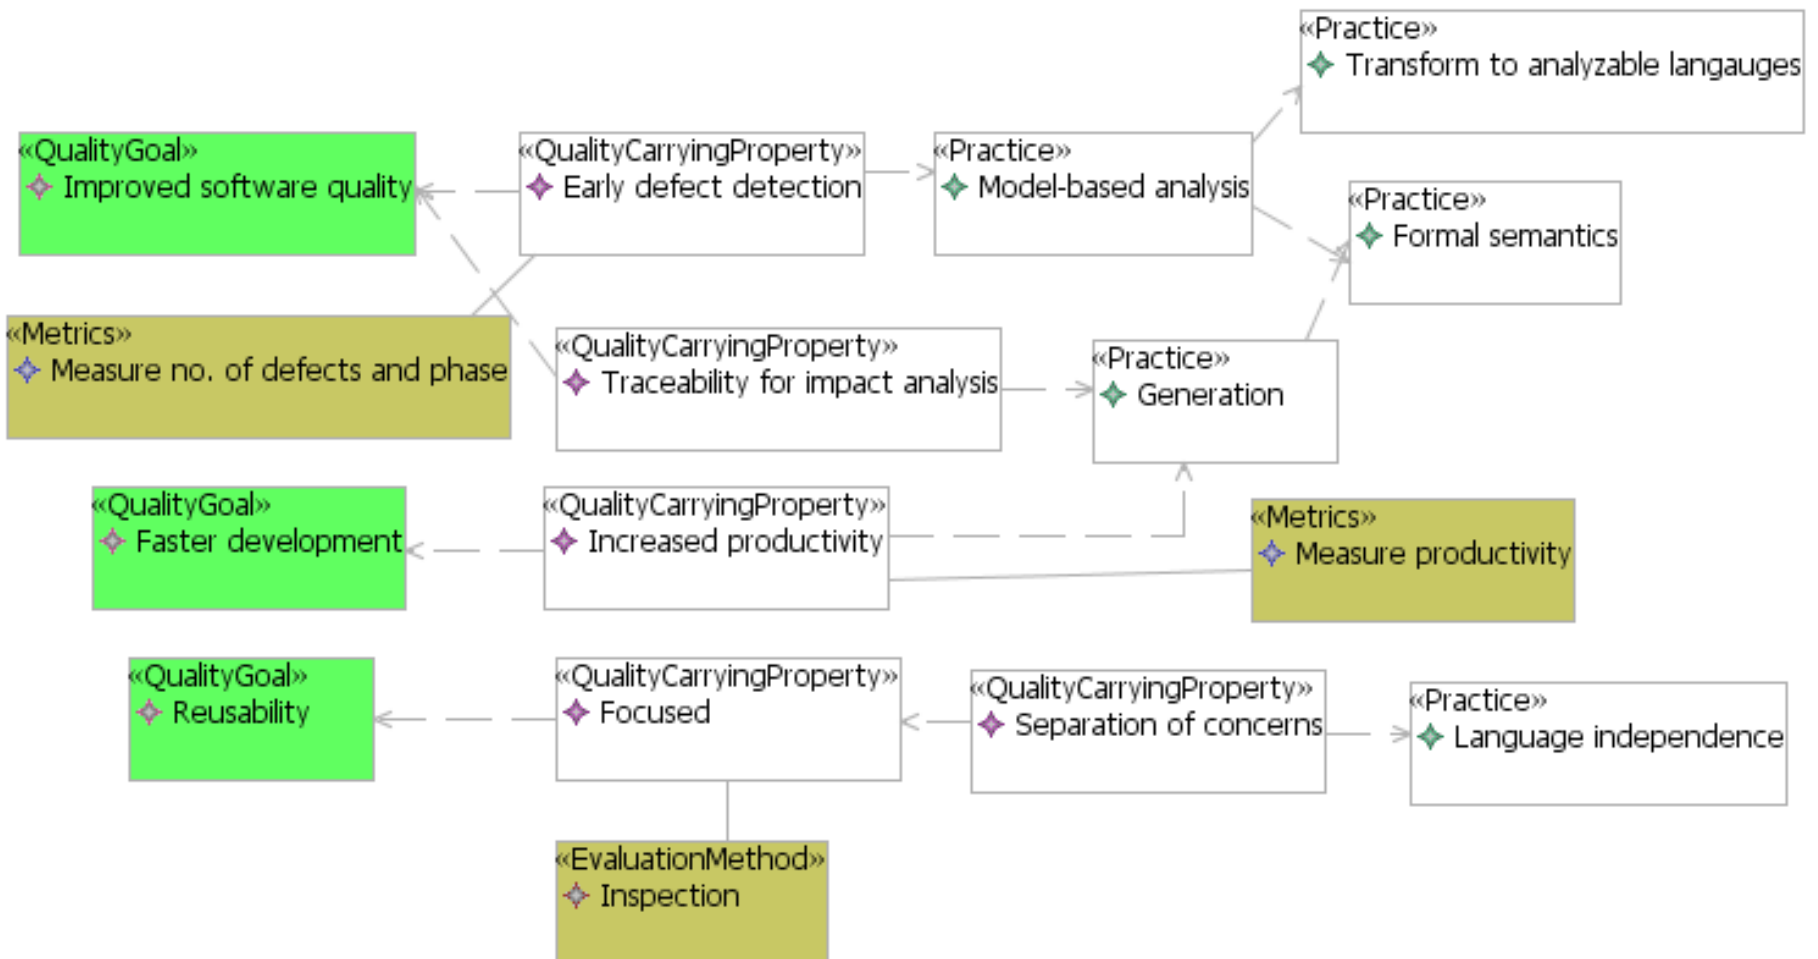 «Practice»
Transform to analyzable langauges
«QualityGoal»
Improved software quality
«QualityCarryingProperty»
Early defect detection
«Practice»
Model-based analysis
«Practice»
Formal semantics
«Metrics»
Measure no. of defects and phase
«QualityCarryingProperty»
Traceability for impact analysis
«Practice»
Generation
«QualityGoal»
Faster development
«QualityCarryingProperty»
Increased productivity
«Metrics»
Measure productivity
«QualityGoal»
Reusability
«QualityCarryingProperty»
Focused
«QualityCarryingProperty»
Separation of concerns
«Practice»
Language independence
«EvaluationMethod»
Inspection